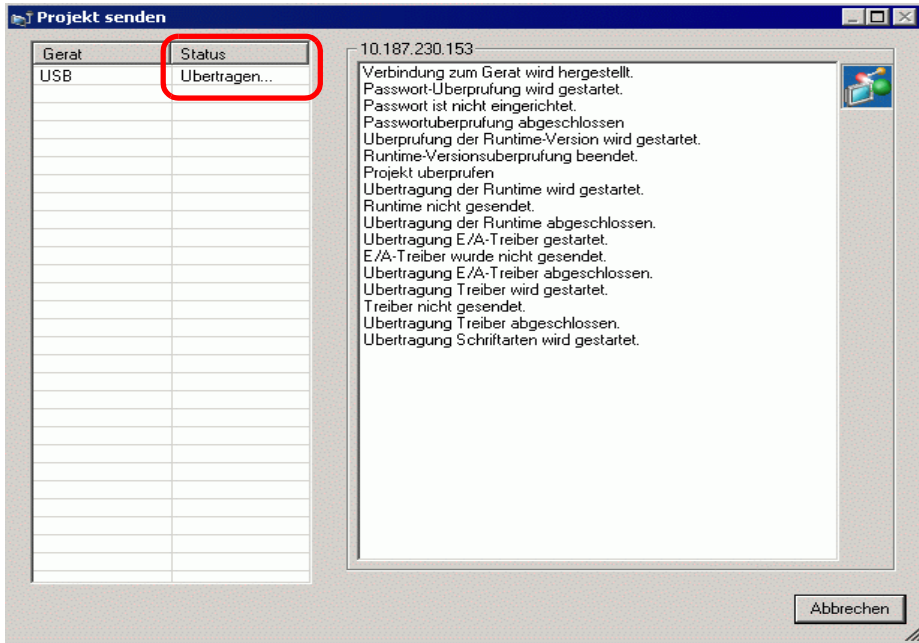 Projekt senden
Gerat Status
USB Ubertragen...
10.187.230.153
Verbindung zum Gerat wird hergestellt.
Passwort-Uberprufung wird gestartet.
Passwort ist nicht eingerichtet.
Passwortuberprufung abgeschlossen
Uberprufung der Runtime-Version wird gestartet.
Runtime-Versionsuberprufung beendet.
Projekt uberprufen
Ubertragung der Runtime wird gestartet.
Runtime nicht gesendet.
Ubertragung der Runtime abgeschlossen.
Ubertragung E/A-Treiber gestartet.
E/A-Treiber wurde nicht gesendet.
Ubertragung E/A-Treiber abgeschlossen.
Ubertragung Treiber wird gestartet.
Treiber nicht gesendet.
Ubertragung Treiber abgeschlossen.
Ubertragung Schriftarten wird gestartet.
Abbrechen